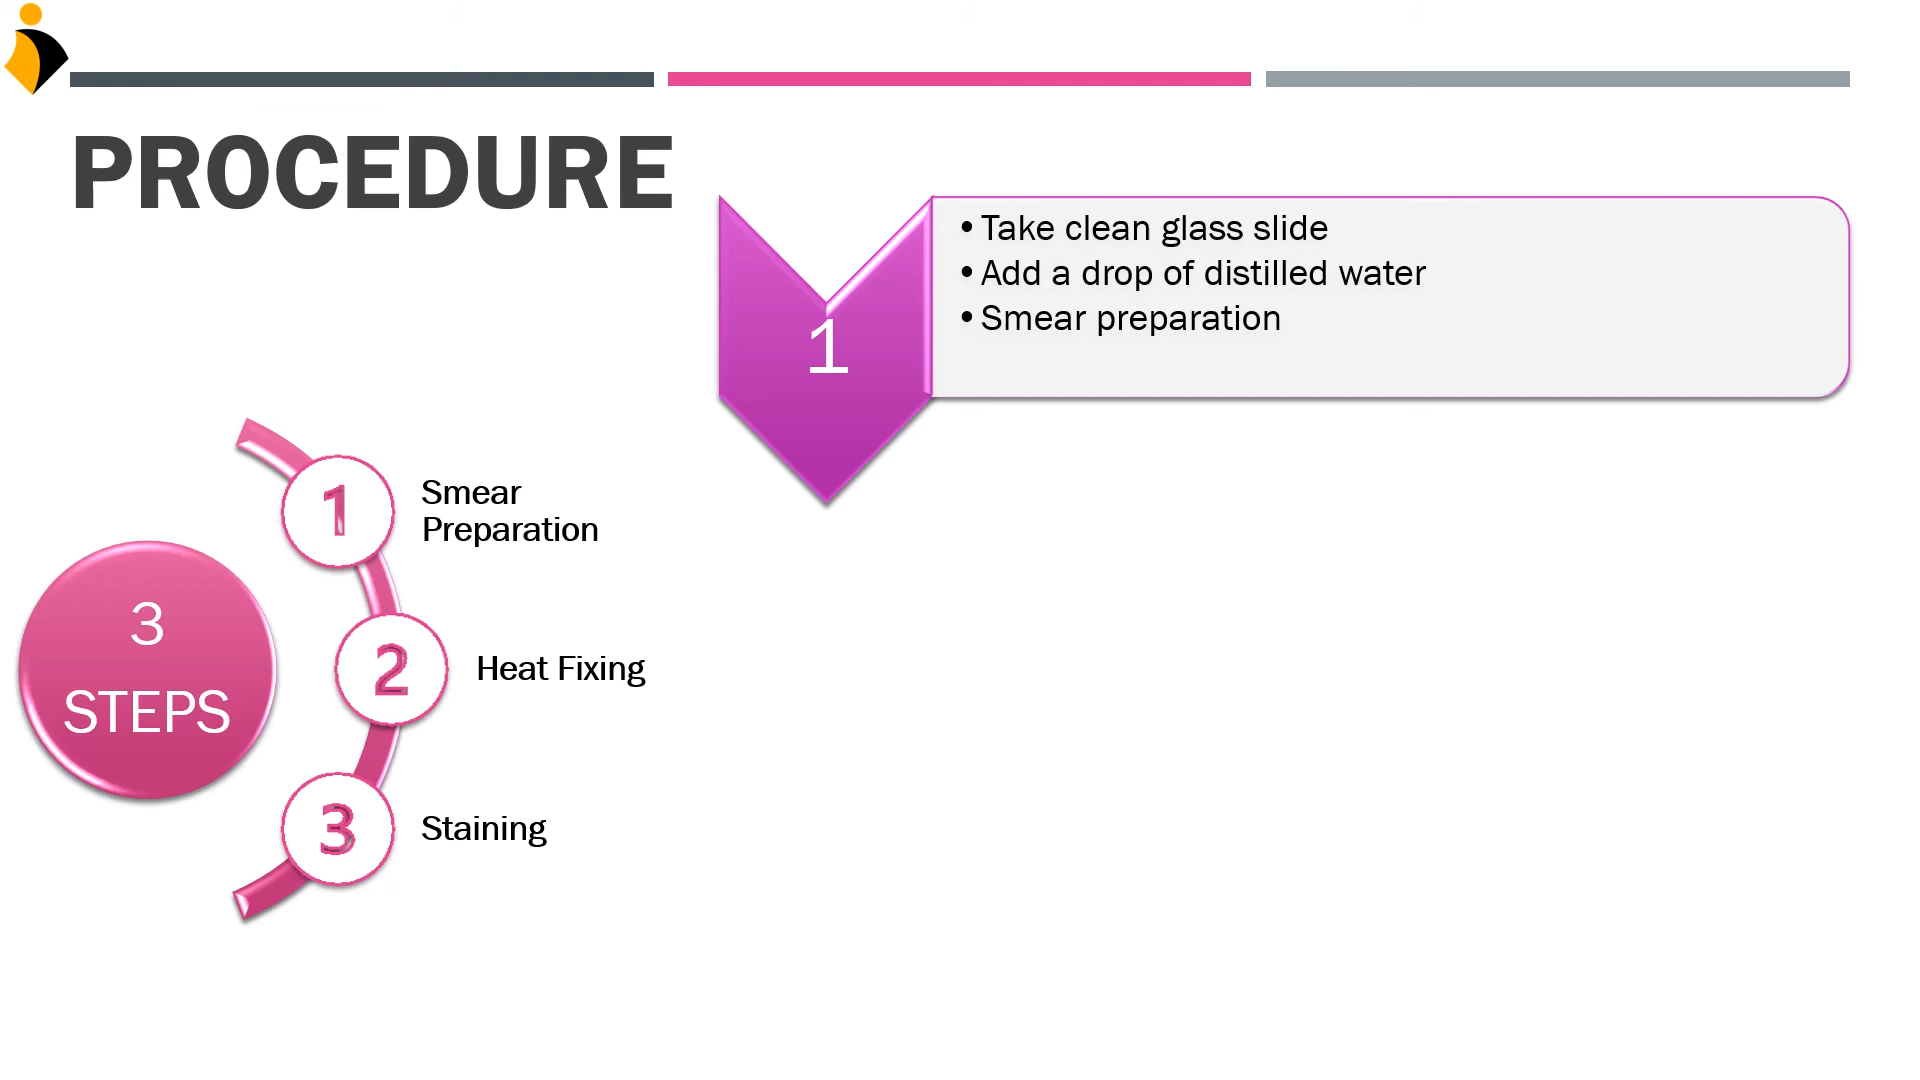 PROCEDURE
1
• Take clean glass slide
• Add a drop of distilled water
• Smear preparation
3
STEPS
1
Smear
Preparation
2
Heat Fixing
3
Staining